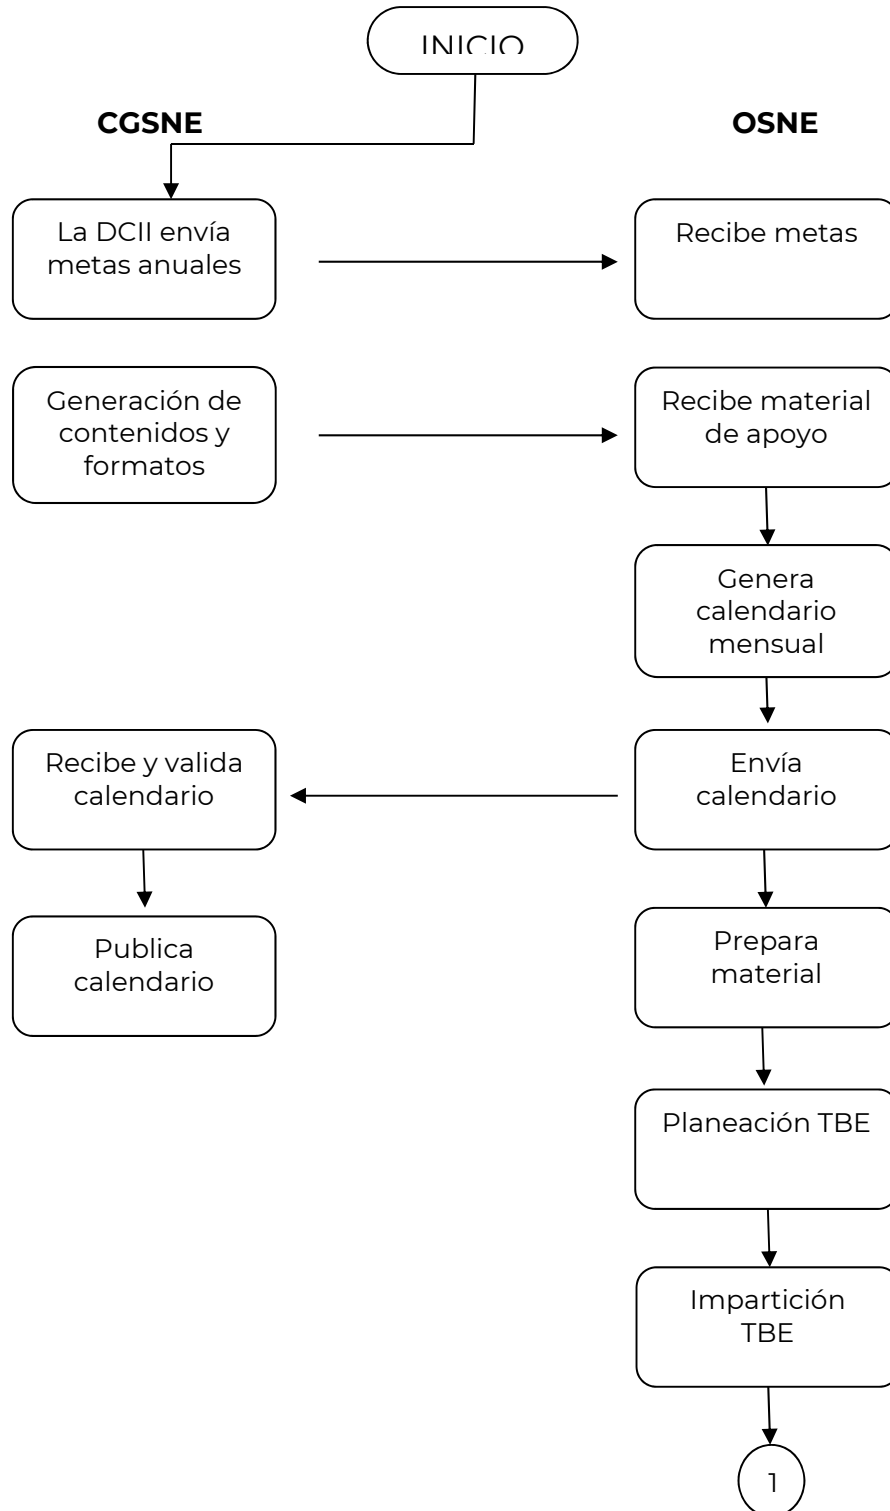 INICIO
CGSNE
OSNE
La DCII envía
metas anuales
Recibe metas
Generación de
contenidos y
formatos
Recibe material
de apoyo
Genera
calendario
mensual
Recibe y valida
calendario
Envía
calendario
Publica
calendario
Prepara
material
Planeación TBE
Impartición
TBE
1